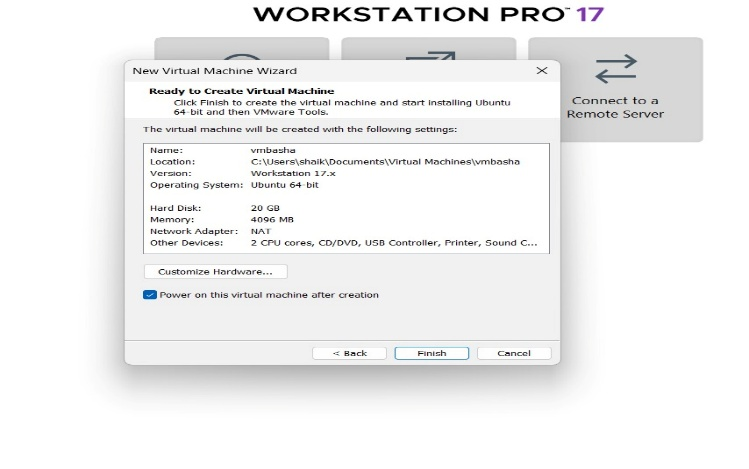 WORKSTATION PRO™ 17
Connect to a
Remote Server
New Virtual Machine Wizard
Ready to Create Virtual Machine
Click Finish to create the virtual machine and start installing Ubuntu
64-bit and then VMware Tools.
The virtual machine will be created with the following settings:
Name: vmbasha
Location: C:\Users\shaik\Documents\Virtual Machines\vmbasha
Version: Workstation 17.x
Operating System: Ubuntu 64-bit
Hard Disk: 20 GB
Memory: 4096 MB
Network Adapter: NAT
Other Devices: 2 CPU cores, CD/DVD, USB Controller, Printer, Sound C...
Customize Hardware...
Power on this virtual machine after creation
< Back Finish Cancel